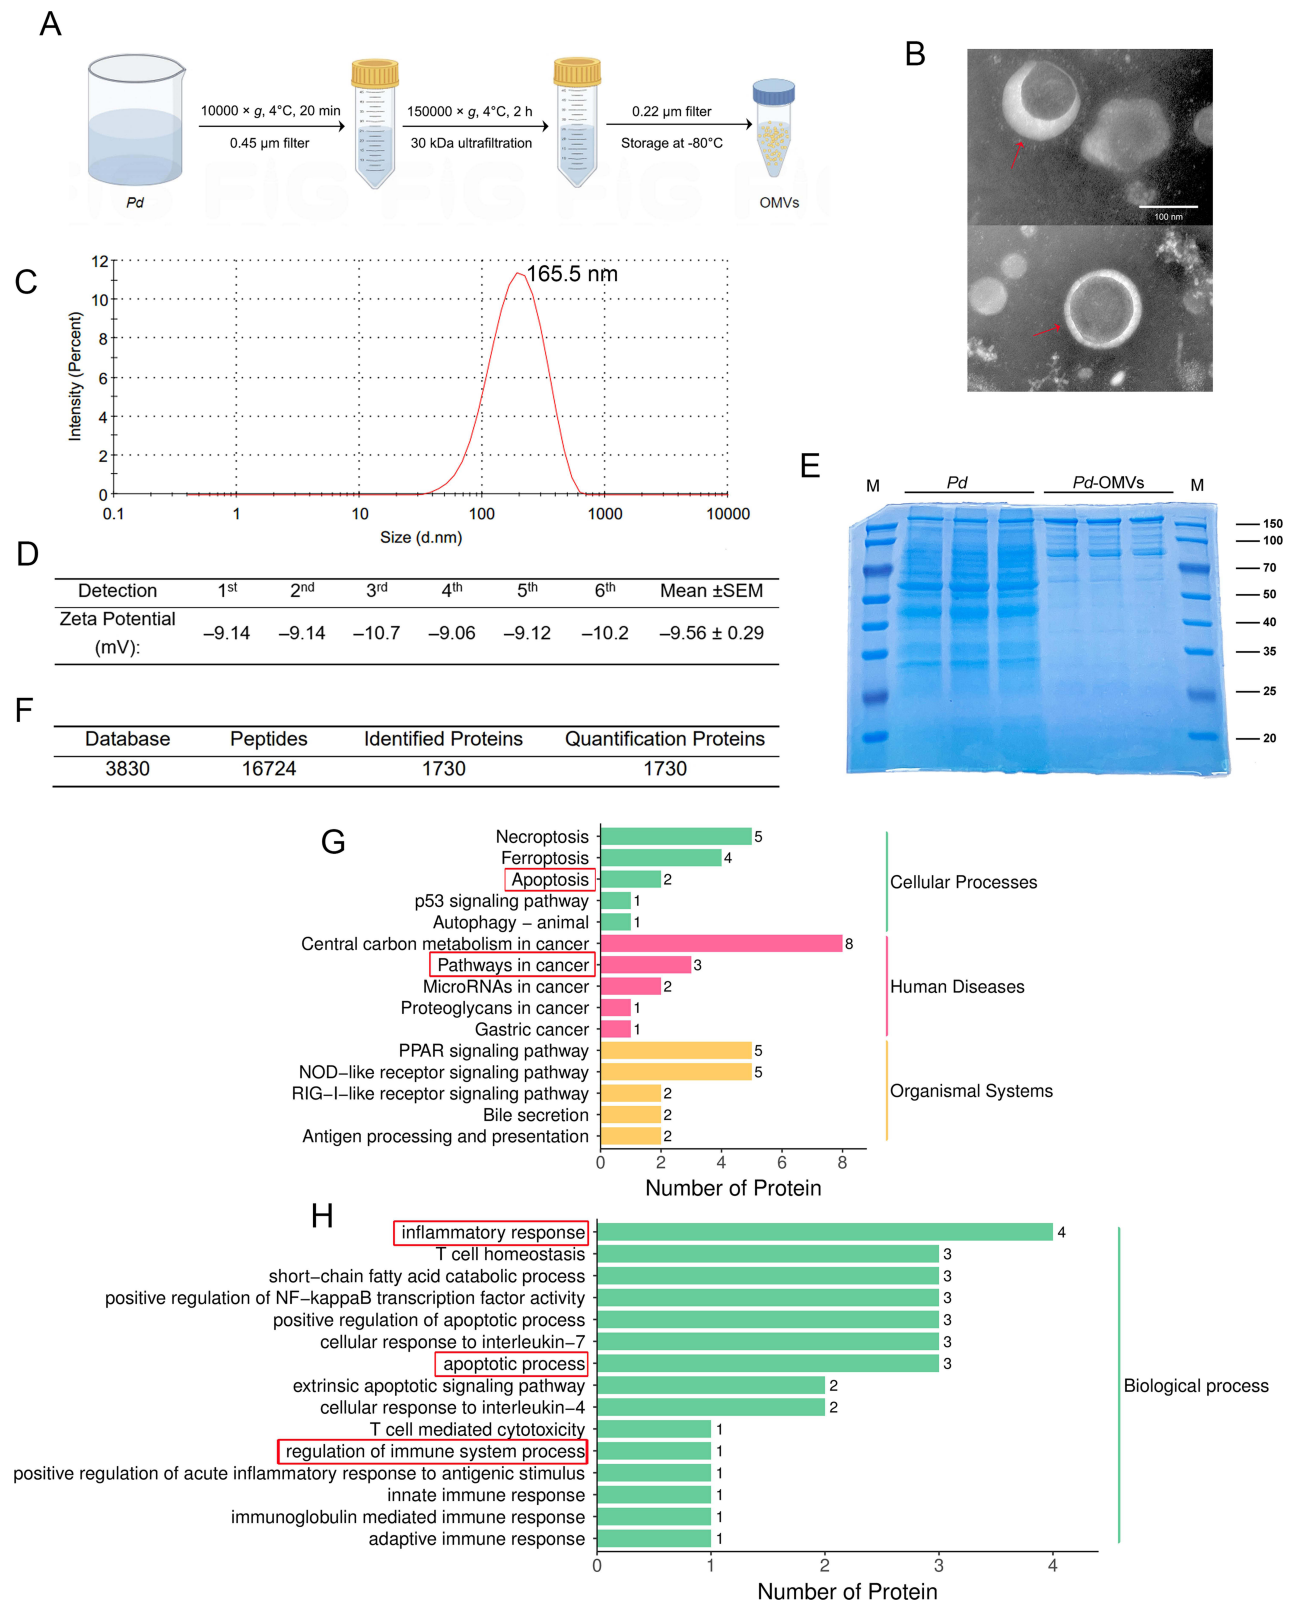 A
10000 × g, 4°C, 20 min
0.45 μm filter
150000 × g, 4°C, 2 h
30 kDa ultrafiltration
0.22 μm filter
Storage at -80°C
Pd
OMVs
B
100 nm
C
165.5 nm
12
10
8
6
4
2
0
Intensity (Percent)
0.1 1 10 100 1000 10000
Size (d.nm)
D
Detection 1st 2nd 3rd 4th 5th 6th Mean ±SEM
Zeta Potential (mV): –9.14 –9.14 –10.7 –9.06 –9.12 –10.2 –9.56 ± 0.29
E
M Pd Pd-OMVs M
150
100
70
50
40
35
25
20
F
Database Peptides Identified Proteins Quantification Proteins
3830 16724 1730 1730
G
Necroptosis 5
Ferroptosis 4
Apoptosis 2
p53 signaling pathway 1
Autophagy – animal 1
Cellular Processes
Central carbon metabolism in cancer 8
Pathways in cancer 3
MicroRNAs in cancer 2
Proteoglycans in cancer 1
Gastric cancer 1
Human Diseases
PPAR signaling pathway 5
NOD–like receptor signaling pathway 5
RIG–I–like receptor signaling pathway 2
Bile secretion 2
Antigen processing and presentation 2
Organismal Systems
0 2 4 6 8
Number of Protein
H
inflammatory response 4
T cell homeostasis 3
short–chain fatty acid catabolic process 3
positive regulation of NF–kappaB transcription factor activity 3
positive regulation of apoptotic process 3
cellular response to interleukin–7 3
apoptotic process 3
extrinsic apoptotic signaling pathway 2
cellular response to interleukin–4 2
T cell mediated cytotoxicity 1
regulation of immune system process 1
positive regulation of acute inflammatory response to antigenic stimulus 1
innate immune response 1
immunoglobulin mediated immune response 1
adaptive immune response 1
Biological process
0 1 2 3 4
Number of Protein